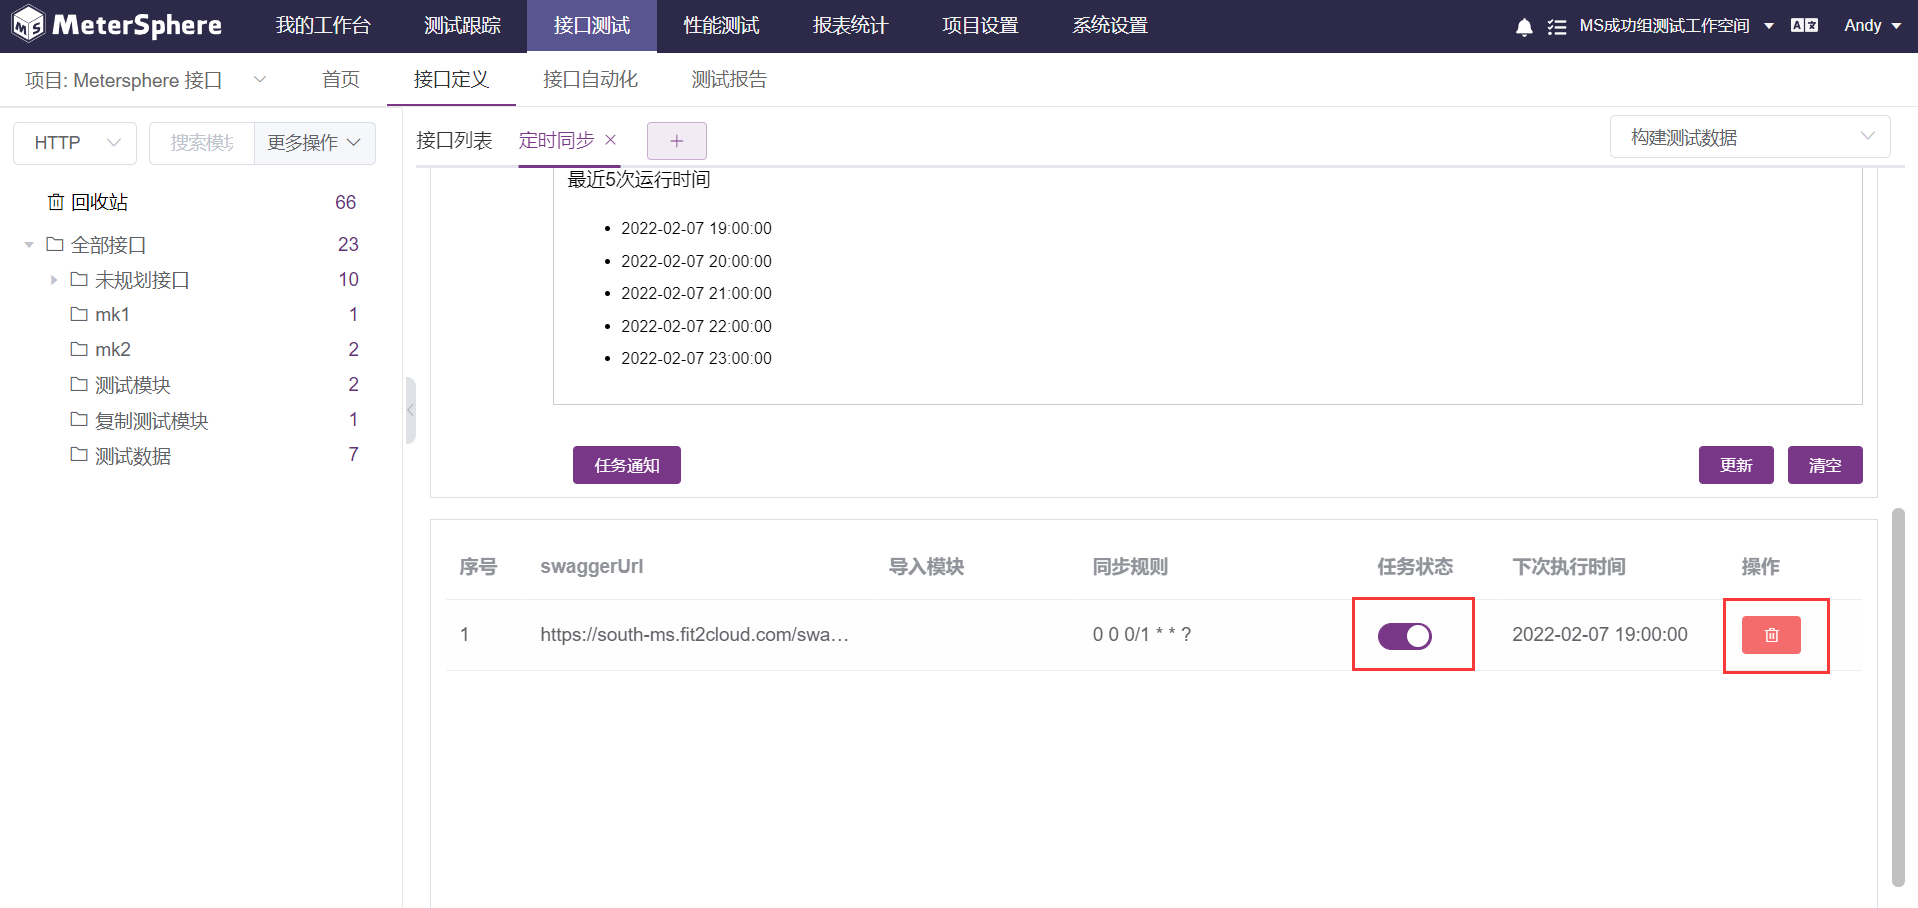 MeterSphere 我的工作台 测试跟踪 接口测试 性能测试 报表统计 项目设置 系统设置 MS成功组测试工作空间 Andy
项目: Metersphere 接口 首页 接口定义 接口自动化 测试报告
HTTP 搜索模块 更多操作
回收站 66
全部接口 23
未规划接口 10
mk1 1
mk2 2
测试模块 2
复制测试模块 1
测试数据 7
接口列表 定时同步 × + 构建测试数据
最近5次运行时间
• 2022-02-07 19:00:00
• 2022-02-07 20:00:00
• 2022-02-07 21:00:00
• 2022-02-07 22:00:00
• 2022-02-07 23:00:00
任务通知 更新 清空
序号 swaggerUrl 导入模块 同步规则 任务状态 下次执行时间 操作
1 https://south-ms.fit2cloud.com/swa... 0 0 0/1 * * ? 2022-02-07 19:00:00